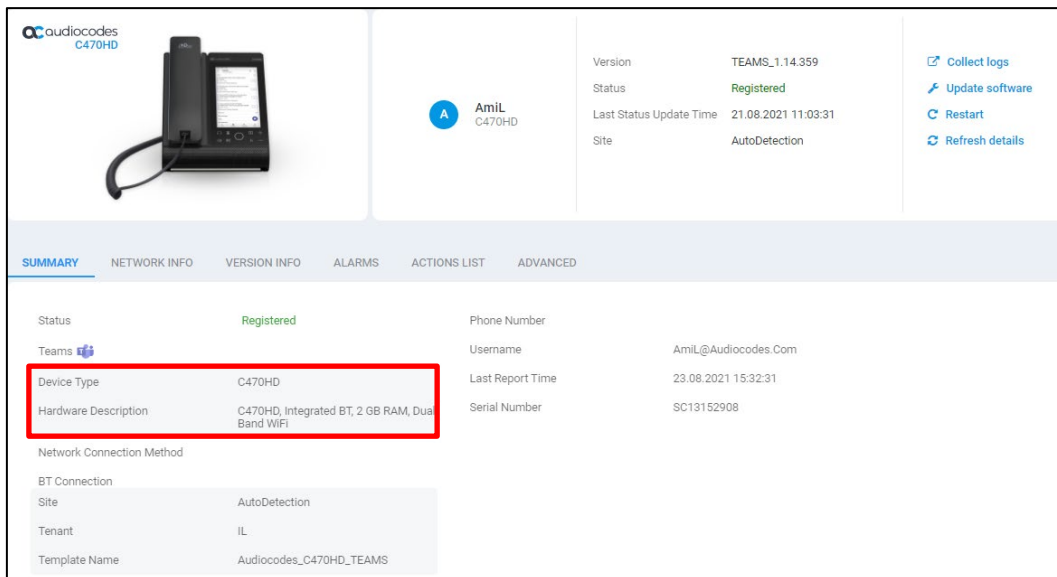 audiocodes
C470HD
A
AmiL
C470HD
Version TEAMS_1.14.359
Status Registered
Last Status Update Time 21.08.2021 11:03:31
Site AutoDetection
Collect logs
Update software
Restart
Refresh details
SUMMARY NETWORK INFO VERSION INFO ALARMS ACTIONS LIST ADVANCED
Status Registered
Teams
Device Type C470HD
Hardware Description C470HD, Integrated BT, 2 GB RAM, Dual
Band WiFi
Network Connection Method
BT Connection
Site AutoDetection
Tenant IL
Template Name Audiocodes_C470HD_TEAMS
Phone Number
Username AmiL@Audiocodes.Com
Last Report Time 23.08.2021 15:32:31
Serial Number SC13152908